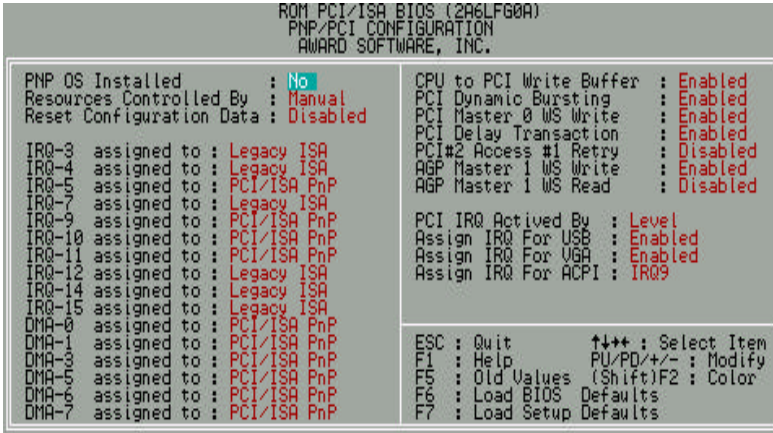 ROM PCI/ISA BIOS (2A6LFG0A)
PNP/PCI CONFIGURATION
AWARD SOFTWARE, INC.
PNP OS Installed : No
Resources Controlled By : Manual
Reset Configuration Data : Disabled
IRQ-3 assigned to : Legacy ISA
IRQ-4 assigned to : Legacy ISA
IRQ-5 assigned to : PCI/ISA PnP
IRQ-7 assigned to : Legacy ISA
IRQ-9 assigned to : PCI/ISA PnP
IRQ-10 assigned to : PCI/ISA PnP
IRQ-11 assigned to : PCI/ISA PnP
IRQ-12 assigned to : Legacy ISA
IRQ-14 assigned to : Legacy ISA
IRQ-15 assigned to : Legacy ISA
DMA-0 assigned to : PCI/ISA PnP
DMA-1 assigned to : PCI/ISA PnP
DMA-3 assigned to : PCI/ISA PnP
DMA-5 assigned to : PCI/ISA PnP
DMA-6 assigned to : PCI/ISA PnP
DMA-7 assigned to : PCI/ISA PnP
CPU to PCI Write Buffer : Enabled
PCI Dynamic Bursting : Enabled
PCI Master 0 WS Write : Enabled
PCI Delay Transaction : Enabled
PCI#2 Access #1 Retry : Disabled
AGP Master 1 WS Write : Enabled
AGP Master 1 WS Read : Disabled
PCI IRQ Actived By : Level
Assign IRQ For USB : Enabled
Assign IRQ For VGA : Enabled
Assign IRQ For ACPI : IRQ9
ESC : Quit ↑↓→← : Select Item
F1 : Help PU/PD/+/- : Modify
F5 : Old Values (Shift)F2 : Color
F6 : Load BIOS Defaults
F7 : Load Setup Defaults